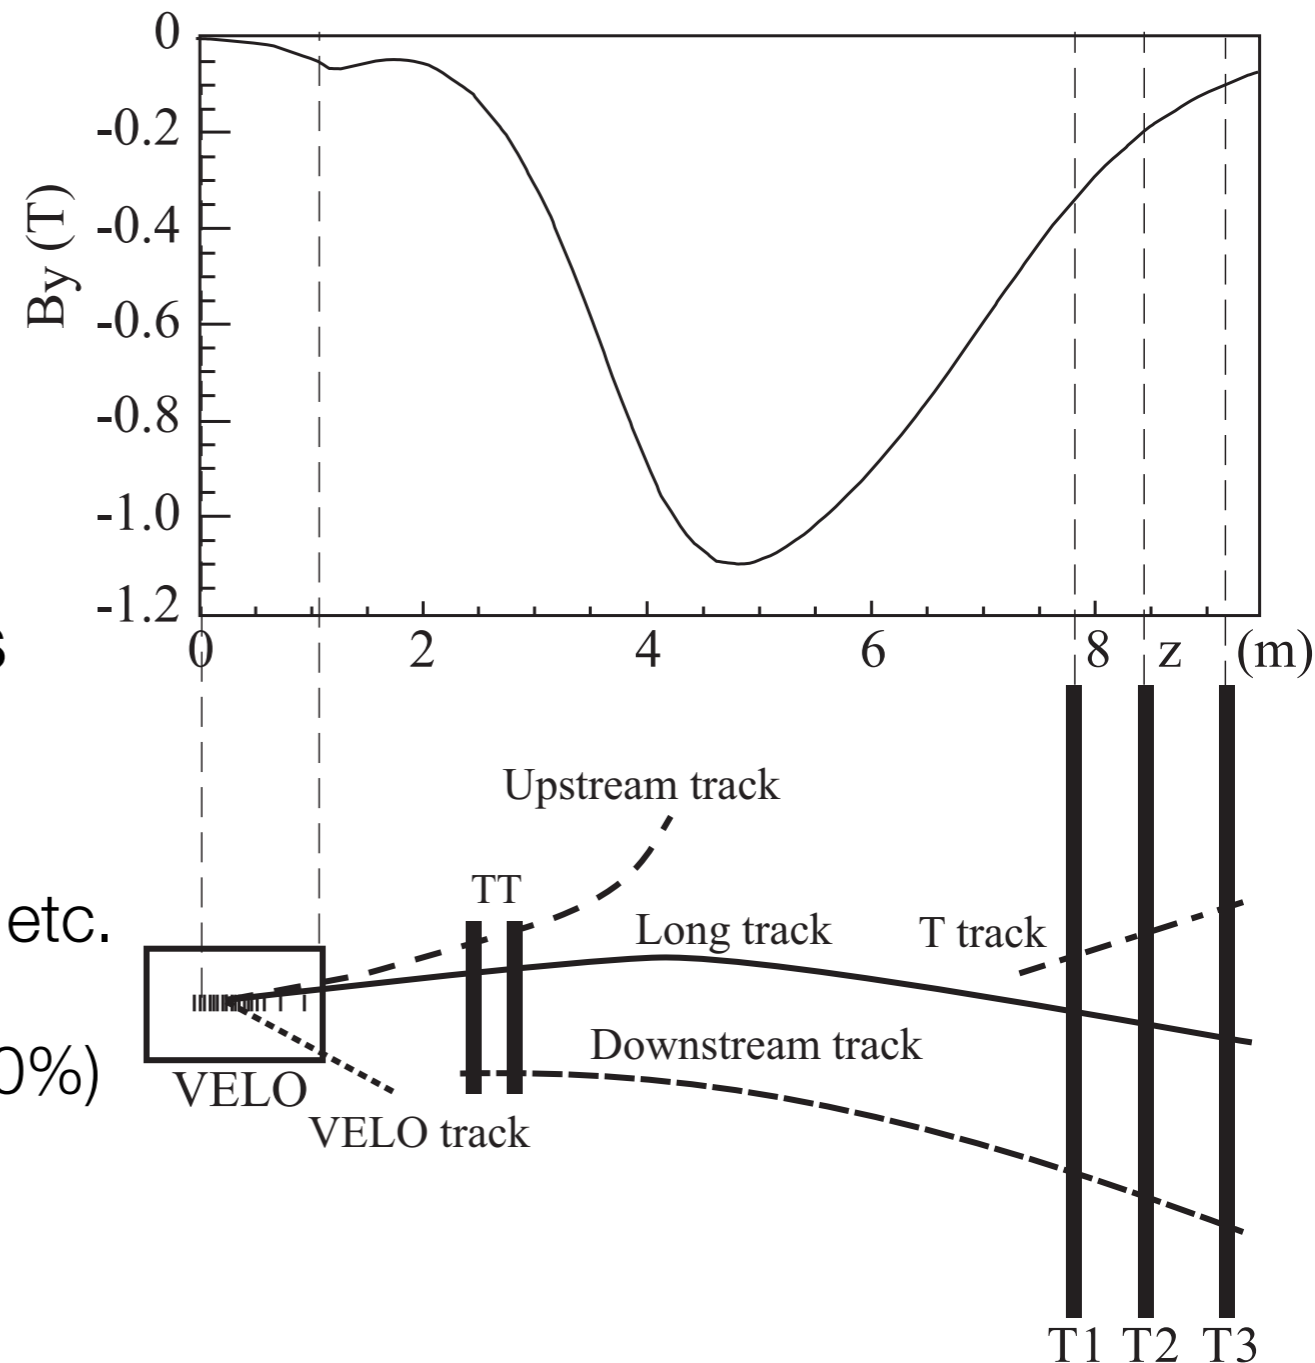 0
-0.2
-0.4
-0.6
-0.8
-1.0
-1.2
By (T)
0 2 4 6 8 z (m)
s
Upstream track
TT
etc.
Long track
T track
Downstream track
0%)
VELO
VELO track
T1 T2 T3